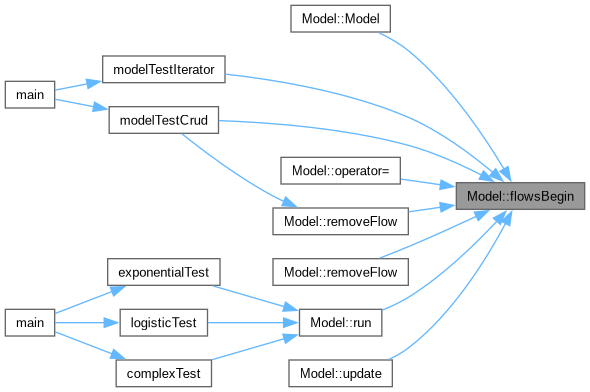 Model::Model
modelTestIterator
main
modelTestCrud
Model::operator=
Model::flowsBegin
Model::removeFlow
Model::removeFlow
exponentialTest
main
logisticTest
Model::run
complexTest
Model::update